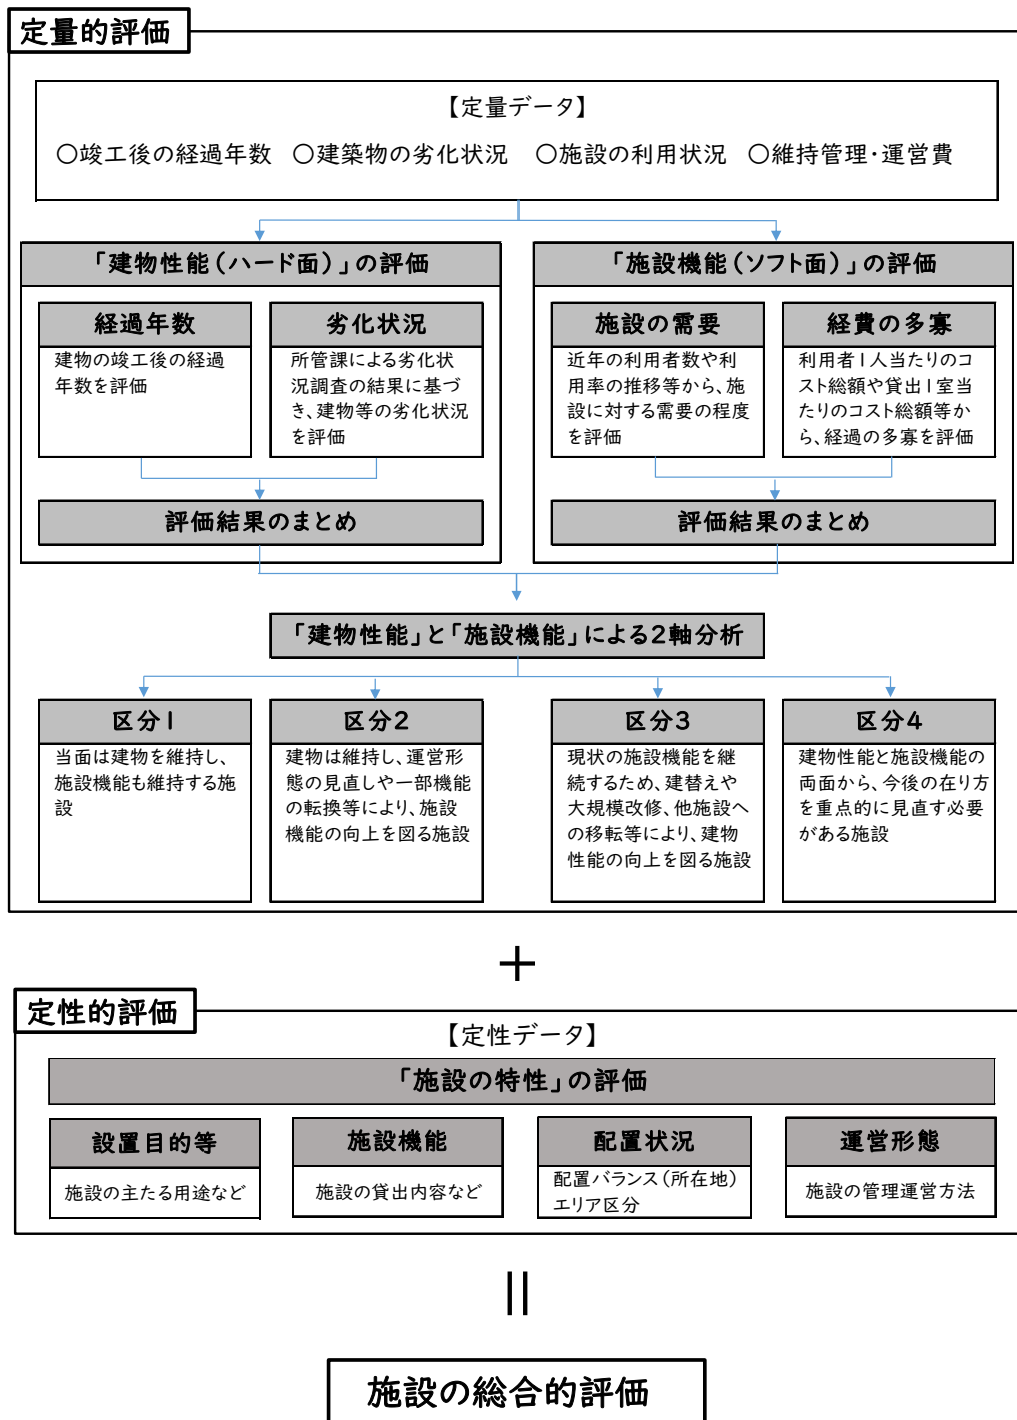 定量的評価
【定量データ】
○竣工後の経過年数 ○建築物の劣化状況 ○施設の利用状況 ○維持管理・運営費
「建物性能（ハード面）」の評価
経過年数
建物の竣工後の経過
年数を評価
劣化状況
所管課による劣化状
況調査の結果に基づ
き、建物等の劣化状況
を評価
評価結果のまとめ
「施設機能（ソフト面）」の評価
施設の需要
近年の利用者数や利
用率の推移等から、施
設に対する需要の程度
を評価
経費の多寡
利用者1人当たりのコ
スト総額や貸出1室当
たりのコスト総額等か
ら、経過の多寡を評価
評価結果のまとめ
「建物性能」と「施設機能」による2軸分析
区分1
当面は建物を維持し、
施設機能も維持する施
設
区分2
建物は維持し、運営形
態の見直しや一部機能
の転換等により、施設
機能の向上を図る施設
区分3
現状の施設機能を継
続するため、建替えや
大規模改修、他施設へ
の移転等により、建物
性能の向上を図る施設
区分4
建物性能と施設機能の
両面から、今後の在り方
を重点的に見直す必要
がある施設
＋
定性的評価
【定性データ】
「施設の特性」の評価
設置目的等
施設の主たる用途など
施設機能
施設の貸出内容など
配置状況
配置バランス（所在地）
エリア区分
運営形態
施設の管理運営方法
||
施設の総合的評価